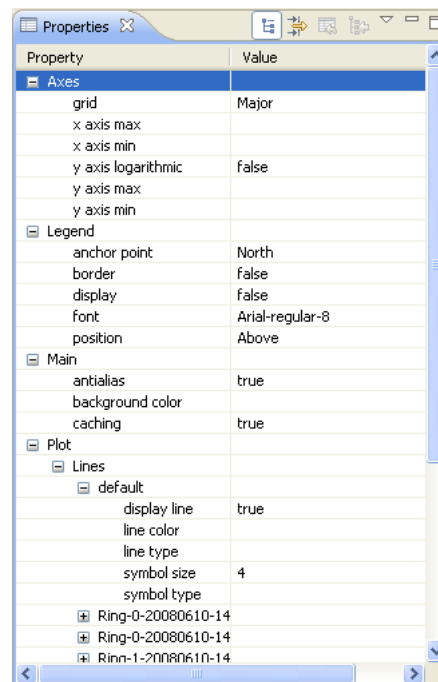 Properties
Property Value
Axes
grid Major
x axis max
x axis min
y axis logarithmic false
y axis max
y axis min
Legend
anchor point North
border false
display false
font Arial-regular-8
position Above
Main
antialias true
background color
caching true
Plot
Lines
default
display line true
line color
line type
symbol size 4
symbol type
Ring-0-20080610-14
Ring-0-20080610-14
Ring-1-20080610-14